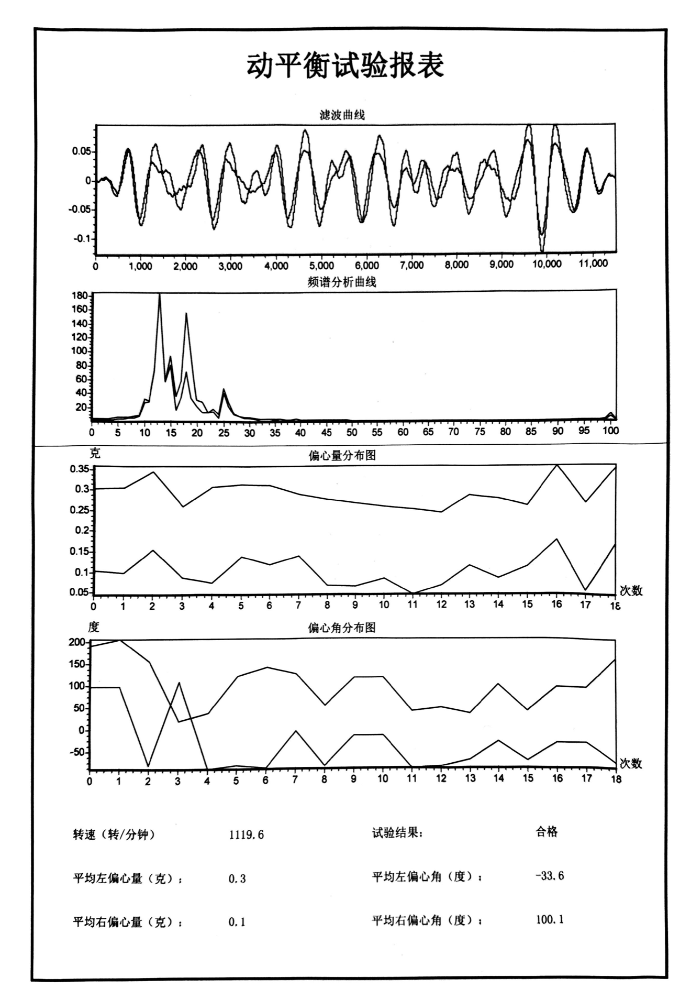 动平衡试验报表
滤波曲线
0.05
0
-0.05
-0.1
0 1,000 2,000 3,000 4,000 5,000 6,000 7,000 8,000 9,000 10,000 11,000
频谱分析曲线
180
160
140
120
100
80
60
40
20
0 5 10 15 20 25 30 35 40 45 50 55 60 65 70 75 80 85 90 95 100
克 偏心量分布图
0.35
0.3
0.25
0.2
0.15
0.1
0.05
次数
0 1 2 3 4 5 6 7 8 9 10 11 12 13 14 15 16 17 18
度 偏心角分布图
200
150
100
50
0
-50
次数
0 1 2 3 4 5 6 7 8 9 10 11 12 13 14 15 16 17 18
转速（转/分钟） 1119.6 试验结果： 合格
平均左偏心量（克）： 0.3 平均左偏心角（度）： -33.6
平均右偏心量（克）： 0.1 平均右偏心角（度）： 100.1